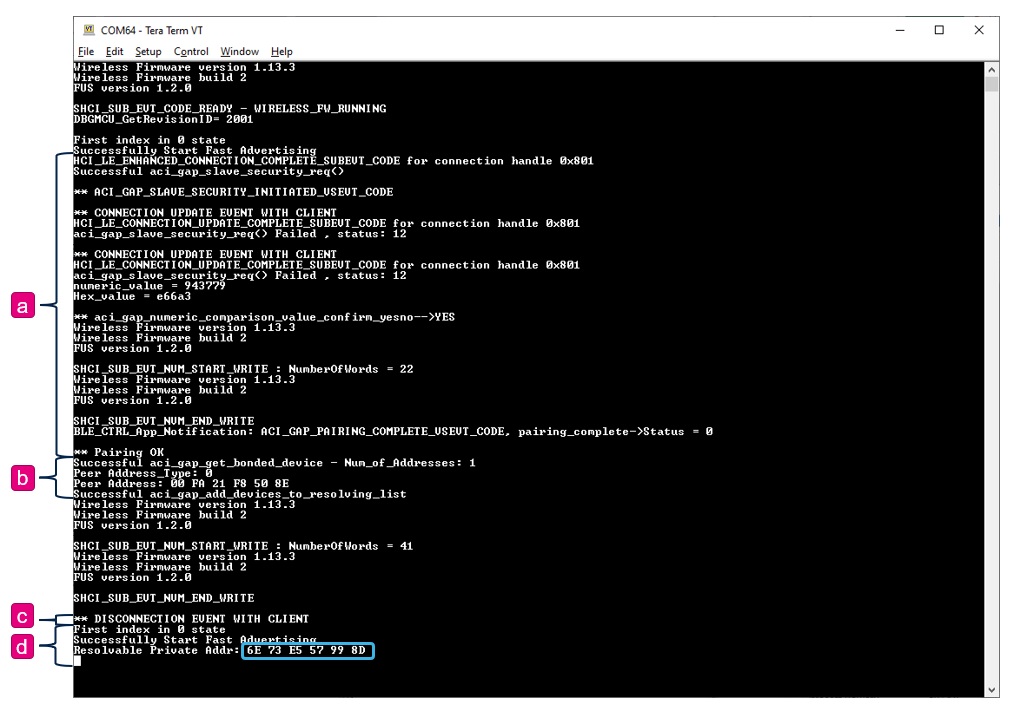 COM64 - Tera Term VT
File Edit Setup Control Window Help
Wireless Firmware version 1.13.3
Wireless Firmware build 2
FUS version 1.2.0
SHCI_SUB_EVT_CODE_READY - WIRELESS_FW_RUNNING
DBGMCU_GetRevisionID= 2001
First index in 0 state
Successfully Start Fast Advertising
HCI_LE_ENHANCED_CONNECTION_COMPLETE_SUBEVT_CODE for connection handle 0x801
Successful aci_gap_slave_security_req()
** ACI_GAP_SLAVE_SECURITY_INITIATED_VSEVT_CODE
** CONNECTION UPDATE EVENT WITH CLIENT
HCI_LE_CONNECTION_UPDATE_COMPLETE_SUBEVT_CODE for connection handle 0x801
aci_gap_slave_security_req() Failed , status: 12
** CONNECTION UPDATE EVENT WITH CLIENT
HCI_LE_CONNECTION_UPDATE_COMPLETE_SUBEVT_CODE for connection handle 0x801
aci_gap_slave_security_req() Failed , status: 12
numeric_value = 943779
Hex_value = e66a3
a
** aci_gap_numeric_comparison_value_confirm_yesno-->YES
Wireless Firmware version 1.13.3
Wireless Firmware build 2
FUS version 1.2.0
SHCI_SUB_EVT_NVM_START_WRITE : NumberOfWords = 22
Wireless Firmware version 1.13.3
Wireless Firmware build 2
FUS version 1.2.0
SHCI_SUB_EVT_NVM_END_WRITE
BLE_CTRL_App_Notification: ACI_GAP_PAIRING_COMPLETE_VSEVT_CODE, pairing_complete->Status = 0
** Pairing OK
Successful aci_gap_get_bonded_device - Num_of_Addresses: 1
Peer Address_Type: 0
b
Peer Address: 00 FA 21 F8 50 8E
Successful aci_gap_add_devices_to_resolving_list
Wireless Firmware version 1.13.3
Wireless Firmware build 2
FUS version 1.2.0
SHCI_SUB_EVT_NVM_START_WRITE : NumberOfWords = 41
Wireless Firmware version 1.13.3
Wireless Firmware build 2
FUS version 1.2.0
SHCI_SUB_EVT_NVM_END_WRITE
c
** DISCONNECTION EVENT WITH CLIENT
First index in 0 state
Successfully Start Fast Advertising
d
Resolvable Private Addr: 6E 73 E5 57 99 8D